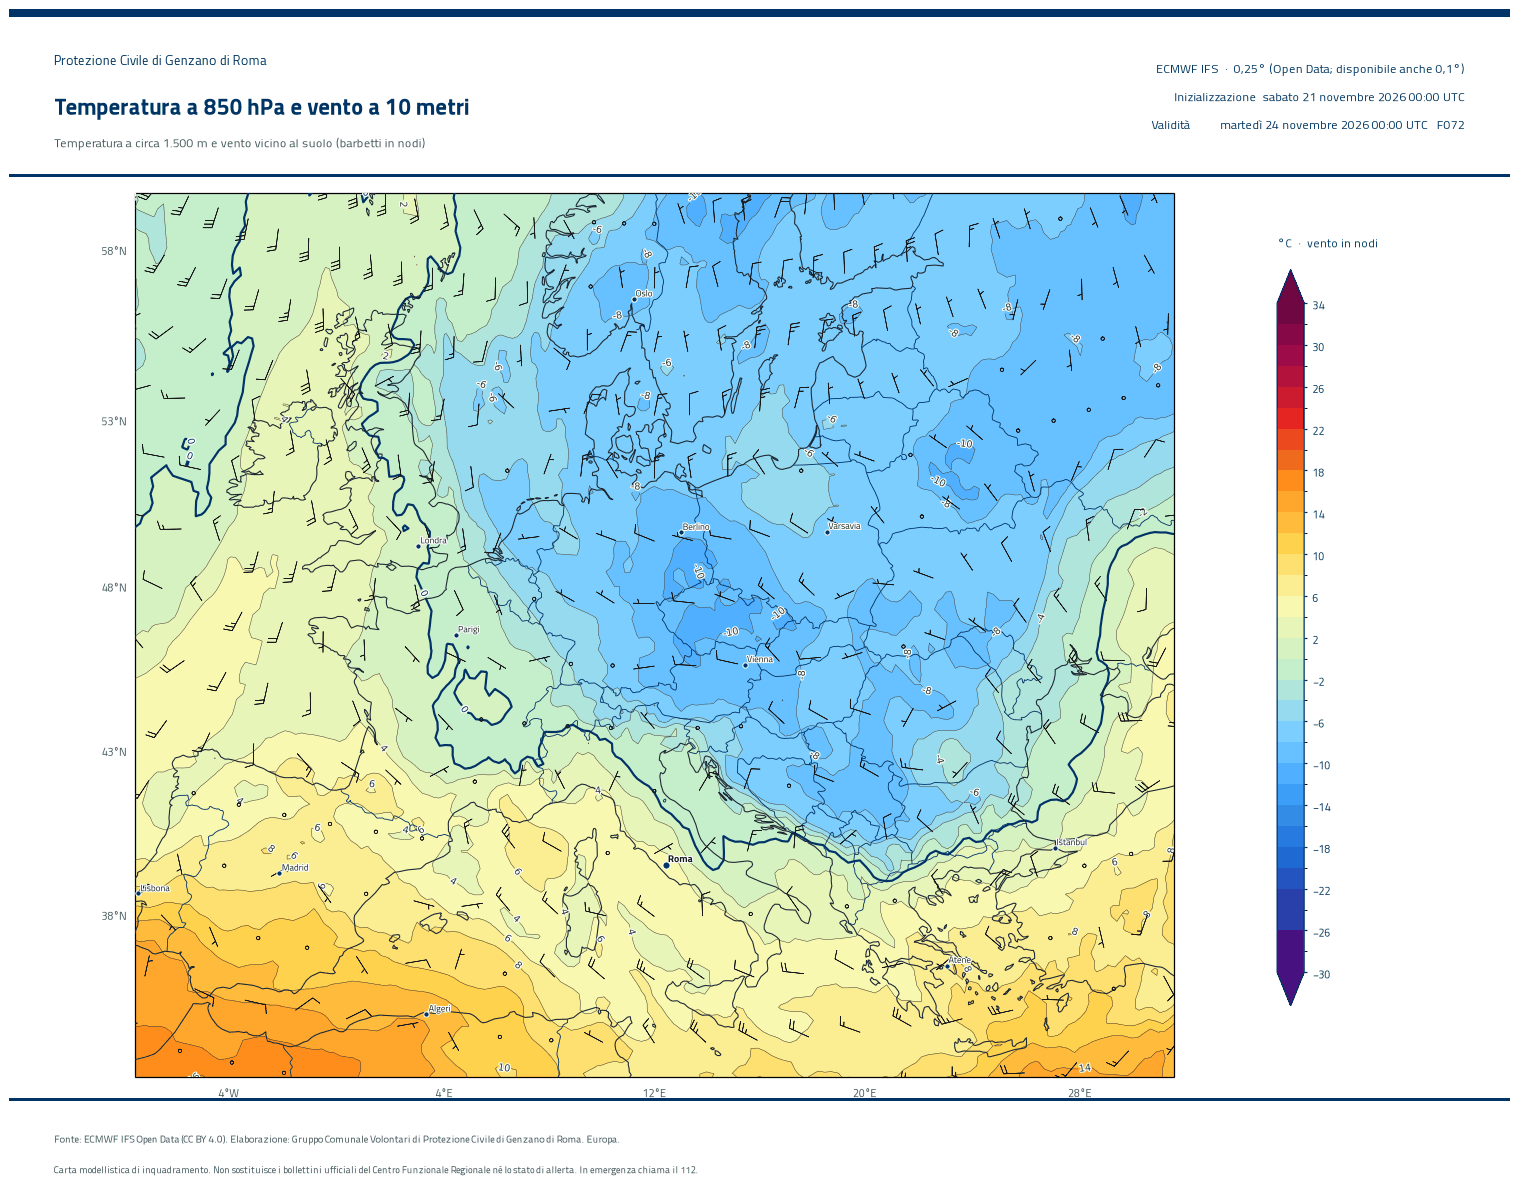 Protezione Civile di Genzano di Roma
Temperatura a 850 hPa e vento a 10 metri
Temperatura a circa 1.500 m e vento vicino al suolo (barbetti in nodi)
ECMWF IFS · 0,25° (Open Data; disponibile anche 0,1°)
Inizializzazione sabato 21 novembre 2026 00:00 UTC
Validità martedì 24 novembre 2026 00:00 UTC F072
°C · vento in nodi
34
30
26
22
18
14
10
6
2
−2
−6
−10
−14
−18
−22
−26
−30
58°N
53°N
48°N
43°N
38°N
4°W
4°E
12°E
20°E
28°E
Oslo
Berlino
Varsavia
Londra
Parigi
Vienna
Istanbul
Roma
Madrid
Lisbona
Atene
Algeri
Fonte: ECMWF IFS Open Data (CC BY 4.0). Elaborazione: Gruppo Comunale Volontari di Protezione Civile di Genzano di Roma. Europa.
Carta modellistica di inquadramento. Non sostituisce i bollettini ufficiali del Centro Funzionale Regionale né lo stato di allerta. In emergenza chiama il 112.